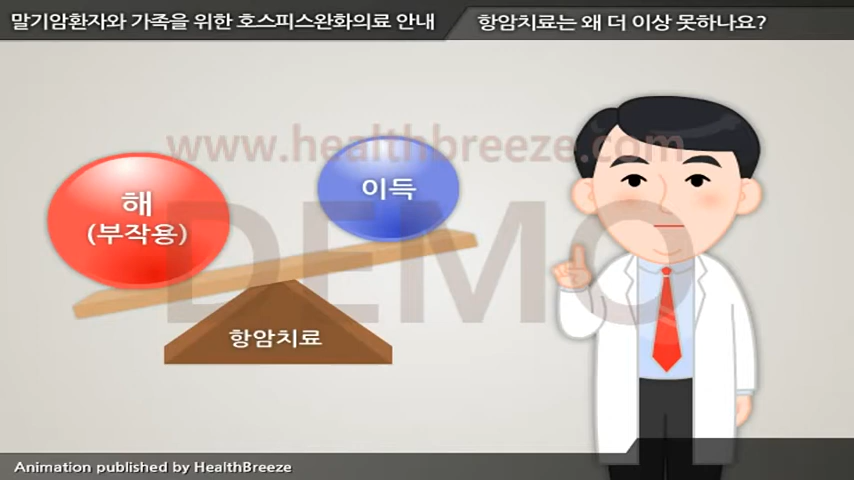 말기암환자와 가족을 위한 호스피스완화의료 안내
항암치료는 왜 더 이상 못하나요?
www.healthbreeze.com
해
(부작용)
이득
DEMO
항암치료
Animation published by HealthBreeze